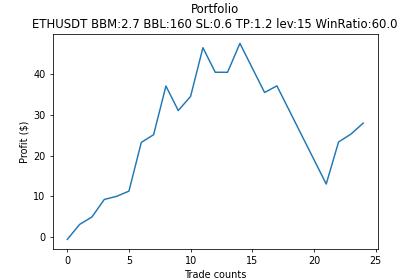 Portfolio
ETHUSDT BBM:2.7 BBL:160 SL:0.6 TP:1.2 lev:15 WinRatio:60.0
Profit ($)
40
30
20
10
0
0 5 10 15 20 25
Trade counts